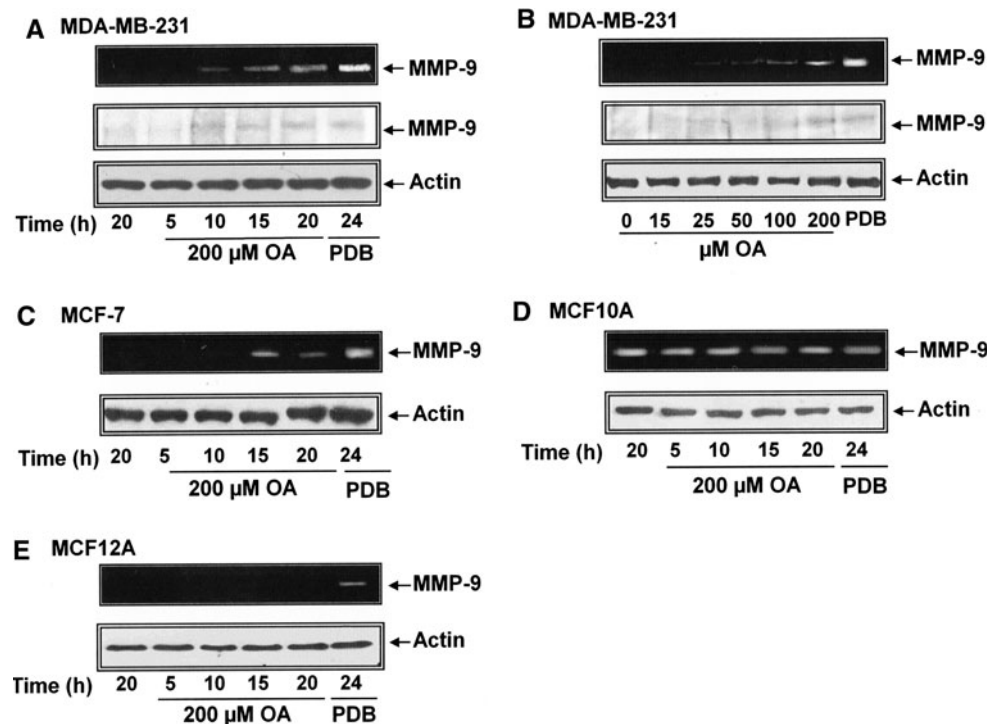 A MDA-MB-231
MMP-9
MMP-9
Actin
Time (h) 20 5 10 15 20 24
200 µM OA PDB
B MDA-MB-231
MMP-9
MMP-9
Actin
0 15 25 50 100 200 PDB
µM OA
C MCF-7
MMP-9
Actin
Time (h) 20 5 10 15 20 24
200 µM OA PDB
D MCF10A
MMP-9
Actin
Time (h) 20 5 10 15 20 24
200 µM OA PDB
E MCF12A
MMP-9
Actin
Time (h) 20 5 10 15 20 24
200 µM OA PDB